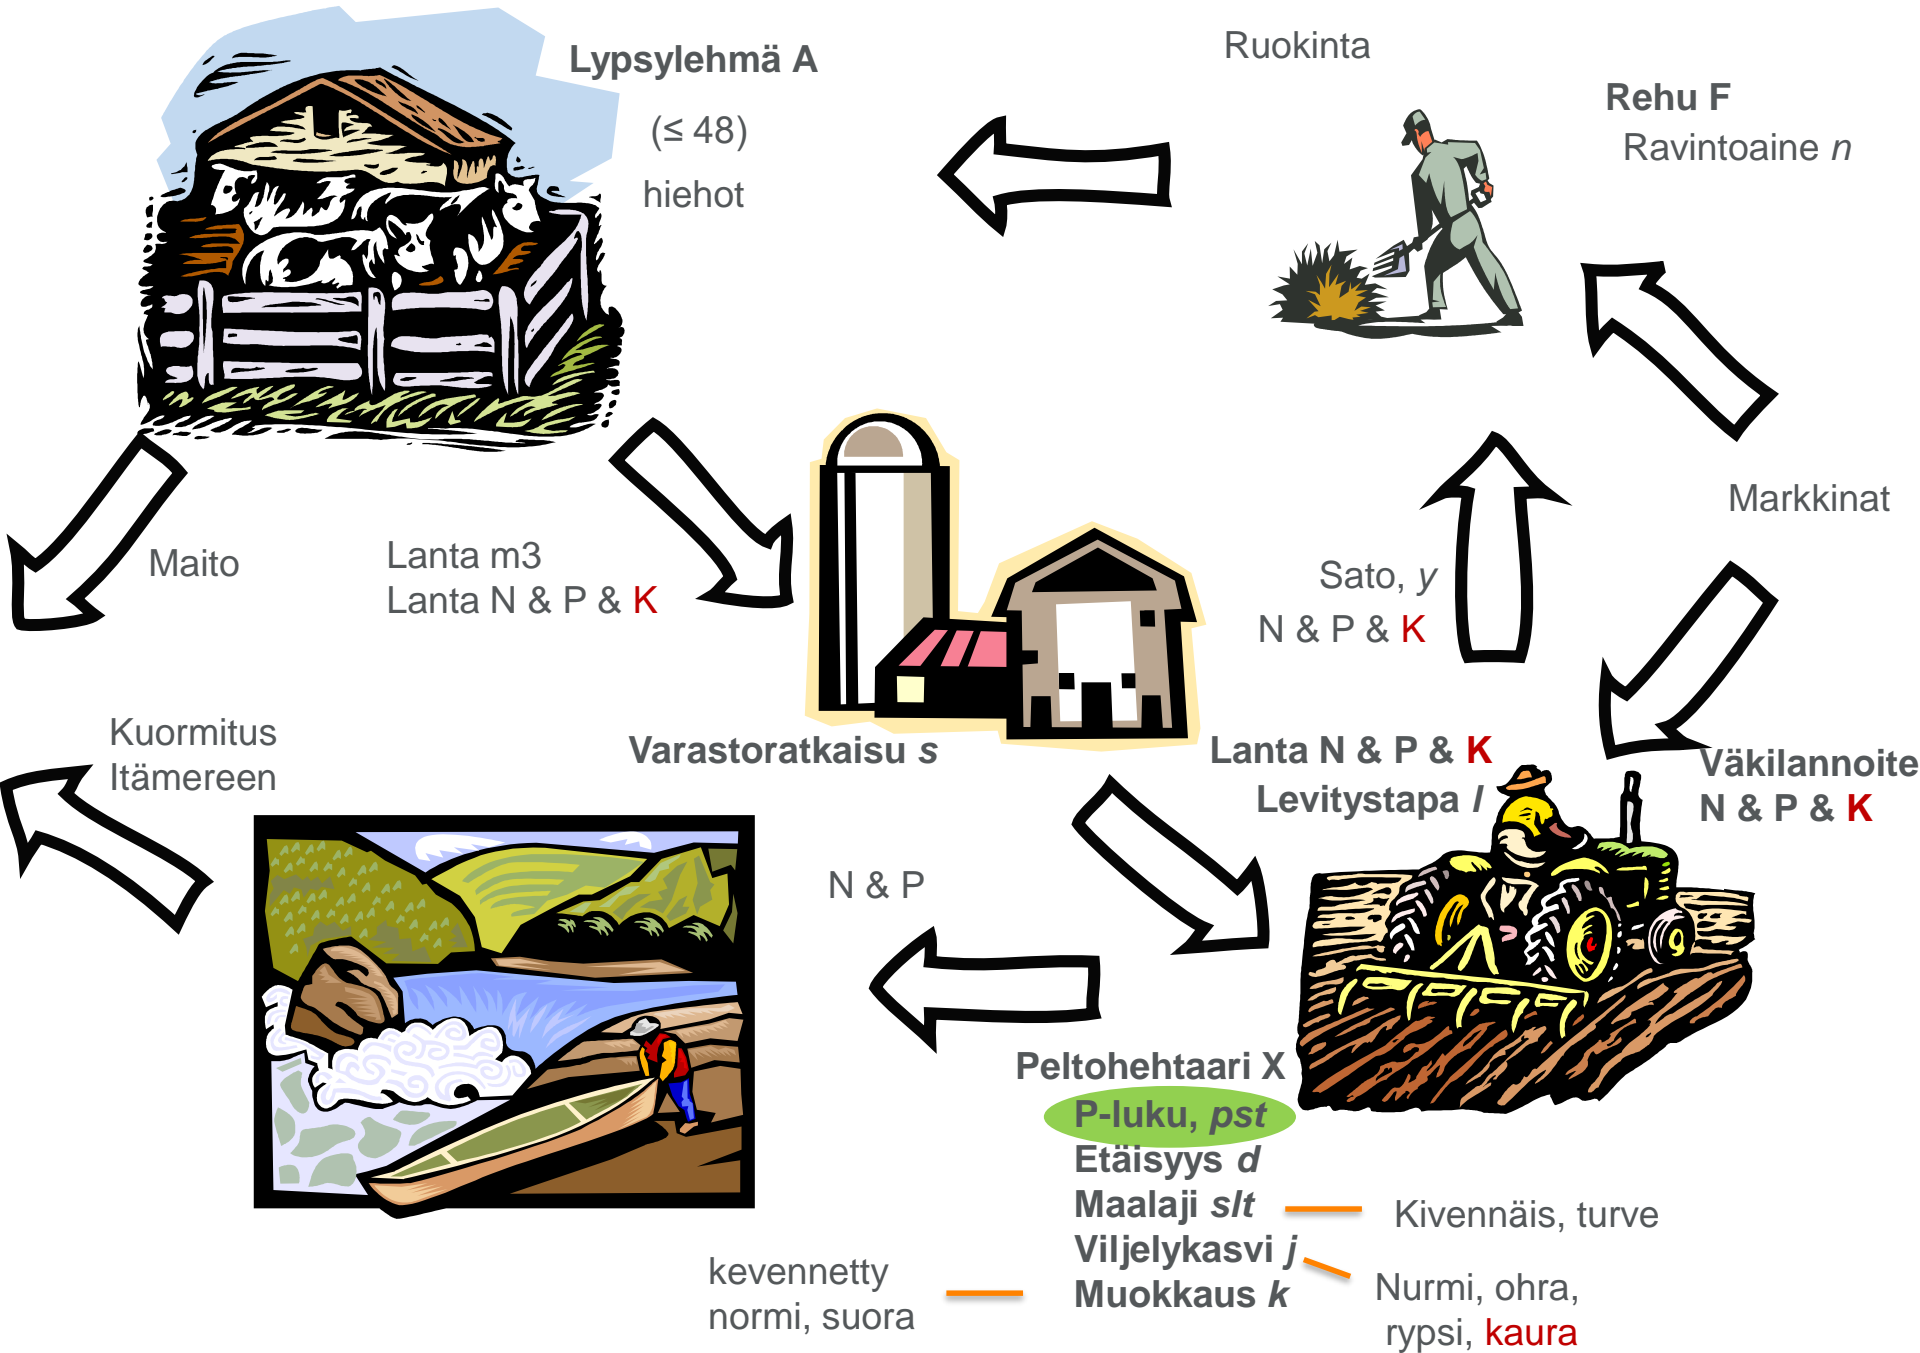 Lypsylehmä A
(≤ 48)
hiehot
Ruokinta
Rehu F
Ravintoaine n
Markkinat
Maito
Lanta m3
Lanta N & P & K
Sato, y
N & P & K
Kuormitus
Itämereen
Varastoratkaisu s
Lanta N & P & K
Levitystapa l
Väkilannoite
N & P & K
N & P
Peltohehtaari X
P-luku, pst
Etäisyys d
Maalaji slt
Kivennäis, turve
Viljelykasvi j
Muokkaus k
kevennetty
normi, suora
Nurmi, ohra,
rypsi, kaura